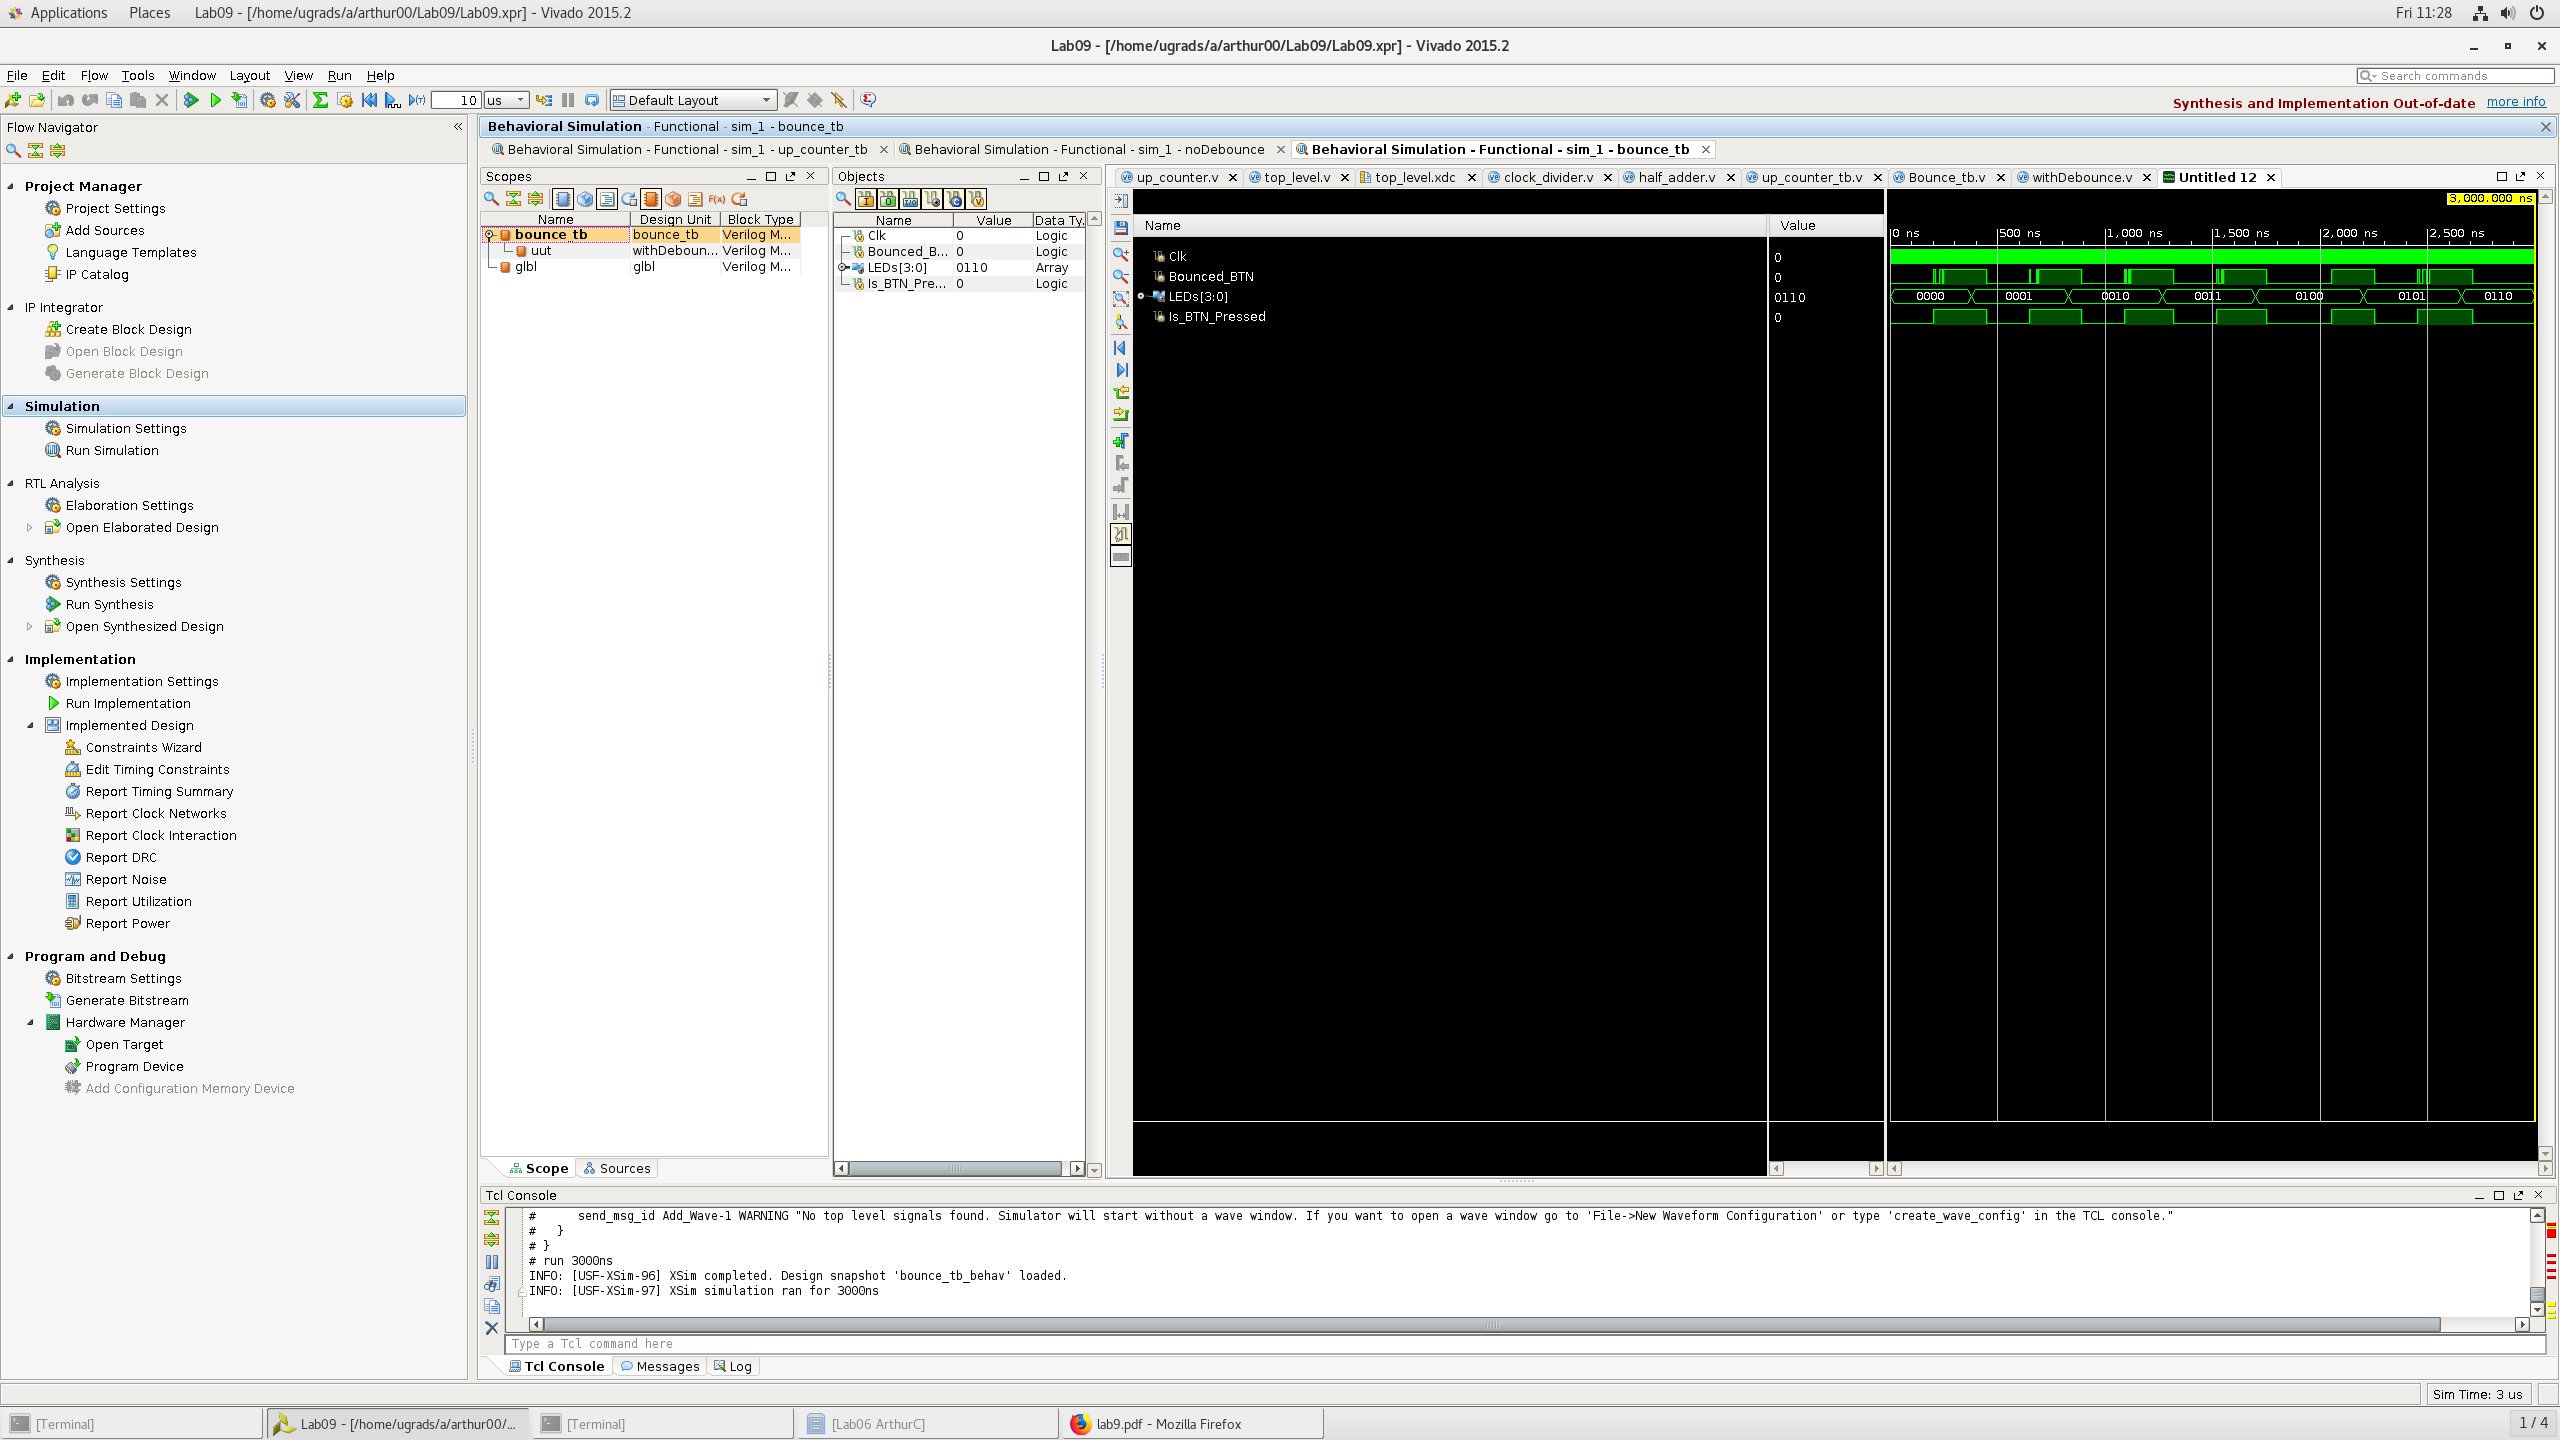 Applications Places Lab09 - [/home/ugrads/a/arthur00/Lab09/Lab09.xpr] - Vivado 2015.2 Fri 11:28
Lab09 - [/home/ugrads/a/arthur00/Lab09/Lab09.xpr] - Vivado 2015.2
File Edit Flow Tools Window Layout View Run Help Search commands
10 us Default Layout Synthesis and Implementation Out-of-date more info
Flow Navigator
Project Manager
Project Settings
Add Sources
Language Templates
IP Catalog
IP Integrator
Create Block Design
Open Block Design
Generate Block Design
Simulation
Simulation Settings
Run Simulation
RTL Analysis
Elaboration Settings
Open Elaborated Design
Synthesis
Synthesis Settings
Run Synthesis
Open Synthesized Design
Implementation
Implementation Settings
Run Implementation
Implemented Design
Constraints Wizard
Edit Timing Constraints
Report Timing Summary
Report Clock Networks
Report Clock Interaction
Report DRC
Report Noise
Report Utilization
Report Power
Program and Debug
Bitstream Settings
Generate Bitstream
Hardware Manager
Open Target
Program Device
Add Configuration Memory Device
Behavioral Simulation - Functional - sim_1 - bounce_tb
Behavioral Simulation - Functional - sim_1 - up_counter_tb Behavioral Simulation - Functional - sim_1 - noDebounce Behavioral Simulation - Functional - sim_1 - bounce_tb
Scopes
Name Design Unit Block Type
bounce_tb bounce_tb Verilog M...
uut withDeboun... Verilog M...
glbl glbl Verilog M...
Scope Sources
Objects
Name Value Data Ty.
Clk 0 Logic
Bounced_B... 0 Logic
LEDs[3:0] 0110 Array
Is_BTN_Pre... 0 Logic
up_counter.v top_level.v top_level.xdc clock_divider.v half_adder.v up_counter_tb.v Bounce_tb.v withDebounce.v Untitled 12
3,000.000 ns
Name Value
0 ns 500 ns 1,000 ns 1,500 ns 2,000 ns 2,500 ns
Clk 0
Bounced_BTN 0
LEDs[3:0] 0110 0000 0001 0010 0011 0100 0101 0110
Is_BTN_Pressed 0
Tcl Console
# send_msg_id Add_Wave-1 WARNING "No top level signals found. Simulator will start without a wave window. If you want to open a wave window go to 'File->New Waveform Configuration' or type 'create_wave_config' in the TCL console."
# }
# }
# run 3000ns
INFO: [USF-XSim-96] XSim completed. Design snapshot 'bounce_tb_behav' loaded.
INFO: [USF-XSim-97] XSim simulation ran for 3000ns
Type a Tcl command here
Tcl Console Messages Log
Sim Time: 3 us
[Terminal] Lab09 - [/home/ugrads/a/arthur00/... [Terminal] [Lab06 ArthurC] lab9.pdf - Mozilla Firefox 1 / 4